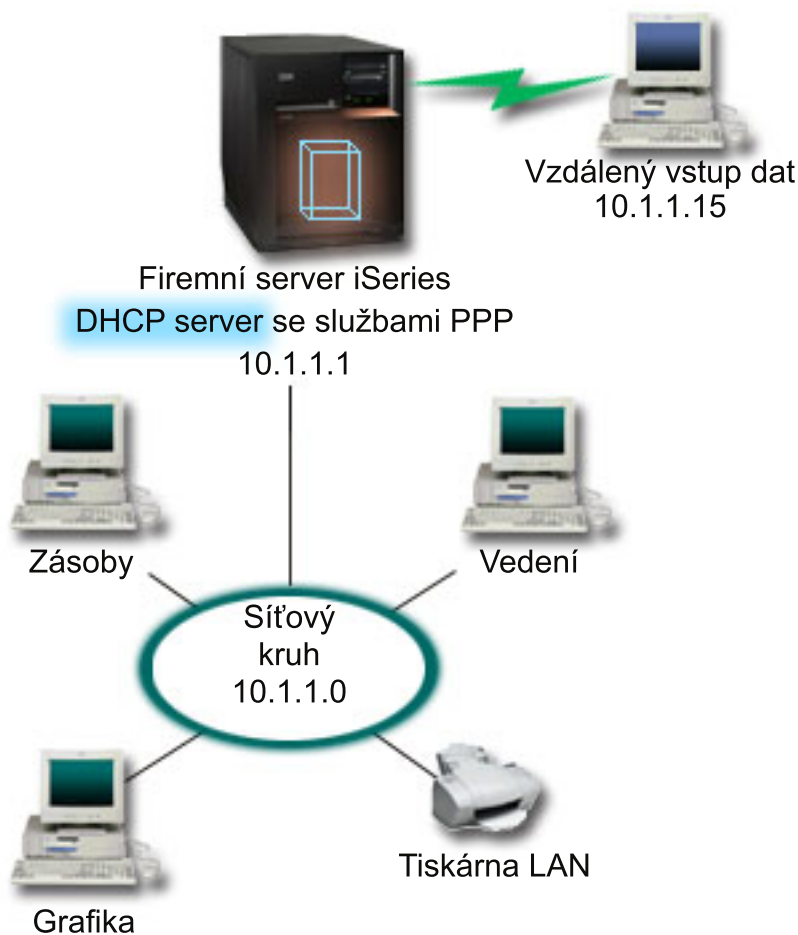 Vzdálený vstup dat
10.1.1.15
Firemní server iSeries
DHCP server se službami PPP
10.1.1.1
Zásoby
Vedení
Síťový
kruh
10.1.1.0
Tiskárna LAN
Grafika